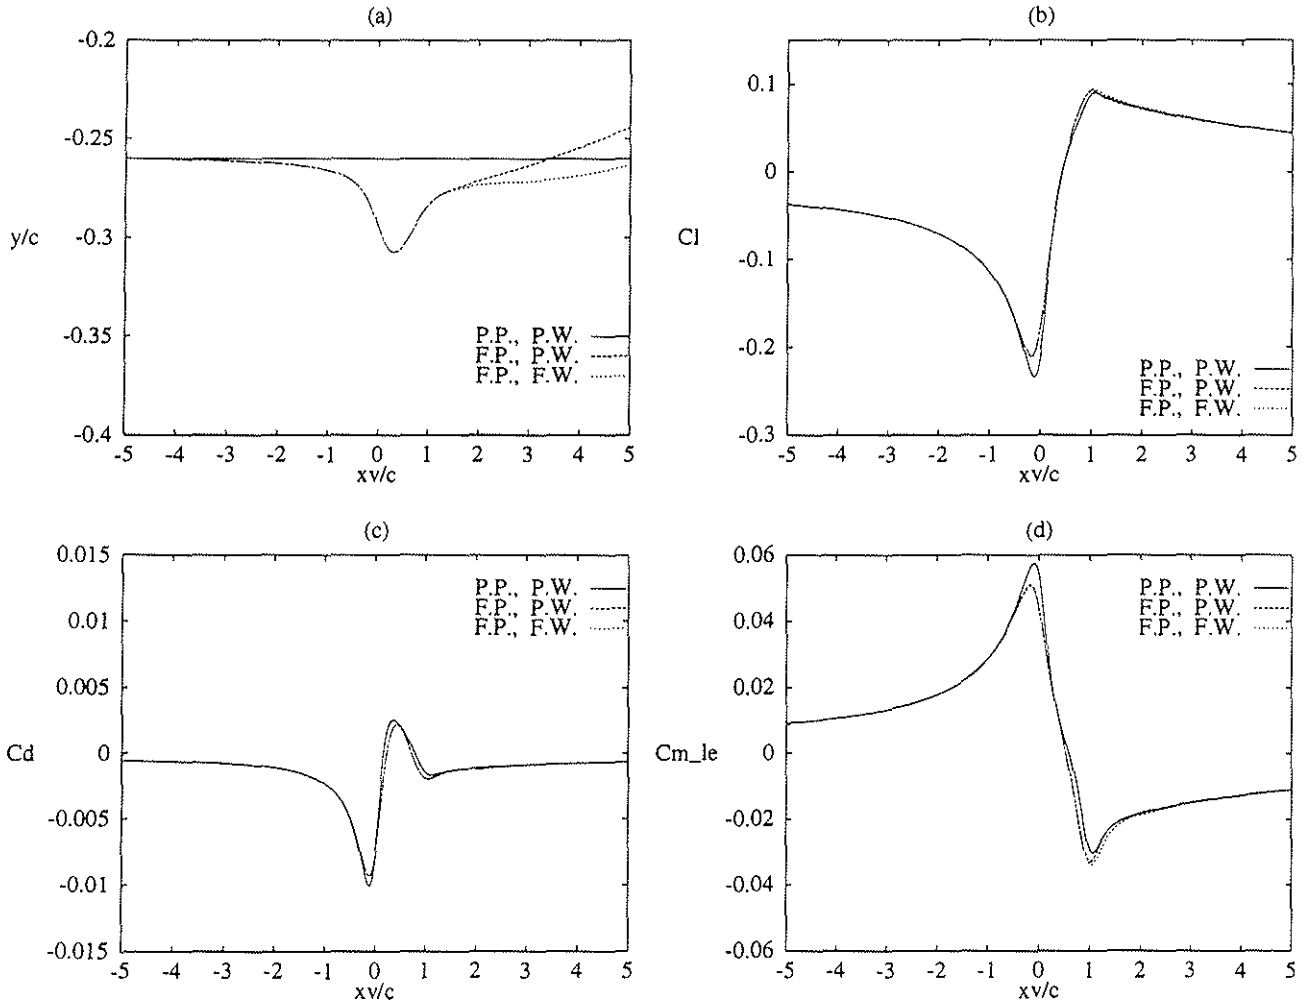 (a)
-0.2
-0.25
y/c
-0.3
-0.35
-0.4
P.P., P.W.
F.P., P.W.
F.P., F.W.
-5 -4 -3 -2 -1 0 1 2 3 4 5
xv/c
(b)
0.1
0
Cl
-0.1
-0.2
-0.3
P.P., P.W.
F.P., P.W.
F.P., F.W.
-5 -4 -3 -2 -1 0 1 2 3 4 5
xv/c
(c)
0.015
0.01
0.005
Cd
0
-0.005
-0.01
-0.015
P.P., P.W.
F.P., P.W.
F.P., F.W.
-5 -4 -3 -2 -1 0 1 2 3 4 5
xv/c
(d)
0.06
0.04
0.02
Cm_le
0
-0.02
-0.04
-0.06
P.P., P.W.
F.P., P.W.
F.P., F.W.
-5 -4 -3 -2 -1 0 1 2 3 4 5
xv/c